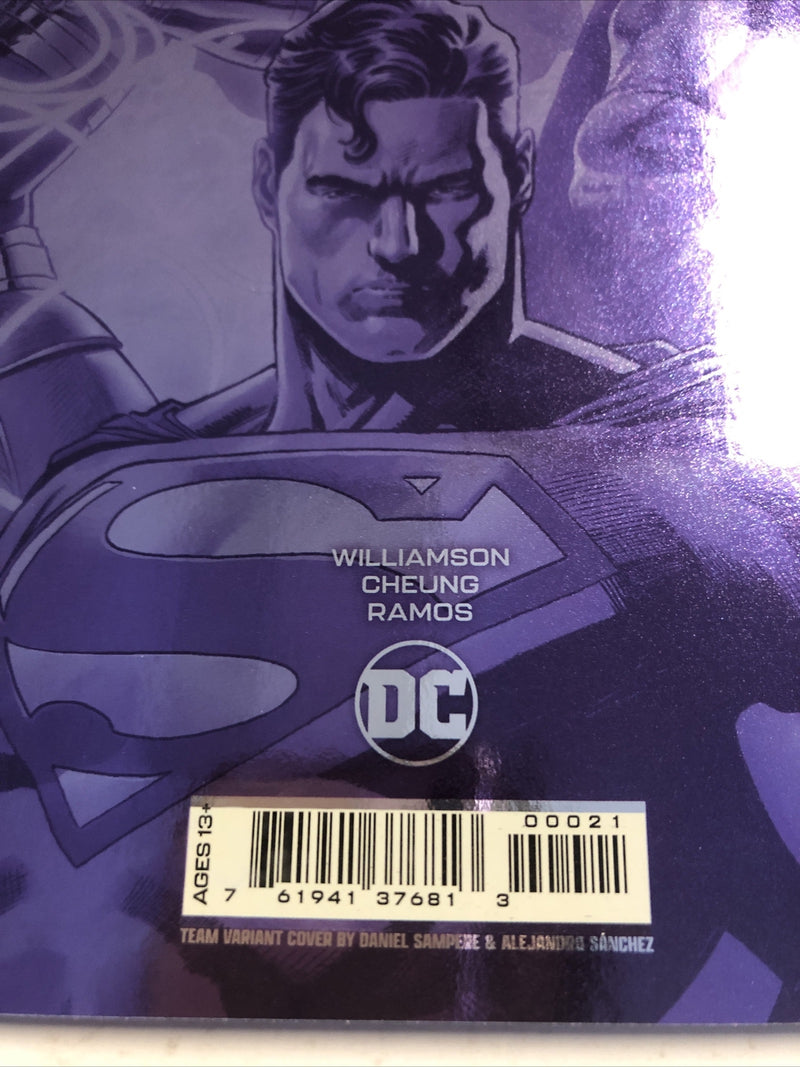 WILLIAMSON
CHEUNG
RAMOS
DC
AGES 13+
00021
7 61941 37681 3
TEAM VARIANT COVER BY DANIEL SAMPERE & ALEJANDRO SÁNCHEZ